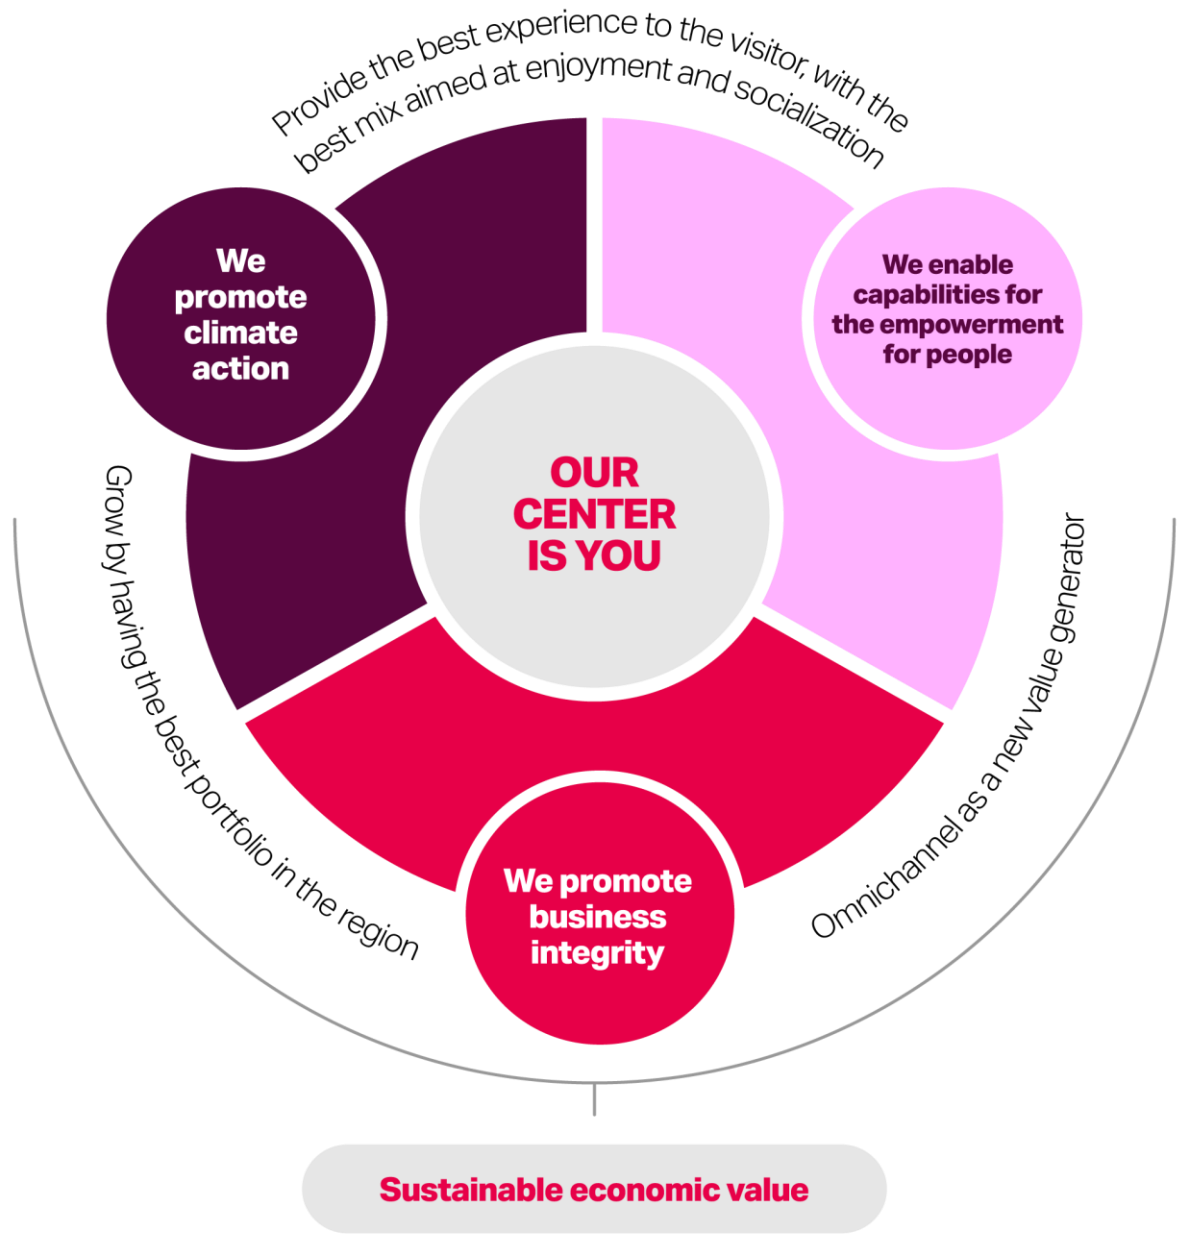 Provide the best experience to the visitor, with the
best mix aimed at enjoyment and socialization
We
promote
climate
action
We enable
capabilities for
the empowerment
for people
OUR
CENTER
IS YOU
Grow by having the best portfolio in the region
Omnichannel as a new value generator
We promote
business
integrity
Sustainable economic value